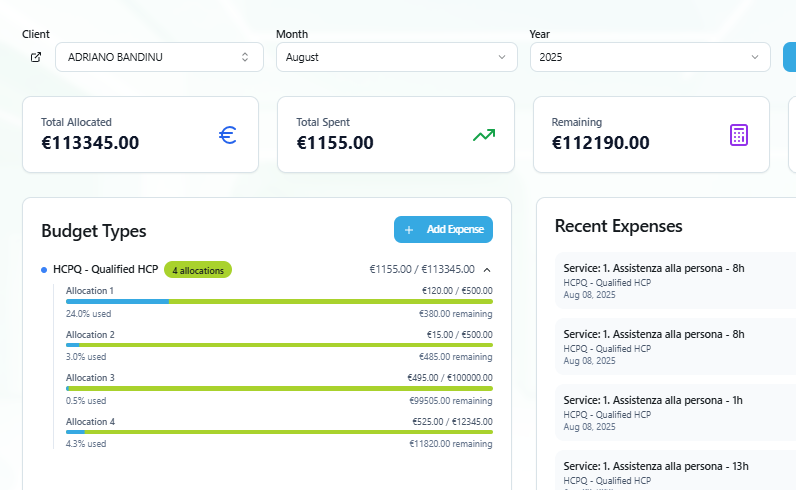 Client
Month
Year
ADRIANO BANDINU
August
2025
Total Allocated
€113345.00
Total Spent
€1155.00
Remaining
€112190.00
Budget Types
+ Add Expense
HCPQ - Qualified HCP
4 allocations
€1155.00 / €113345.00
Allocation 1
€120.00 / €500.00
24.0% used
€380.00 remaining
Allocation 2
€15.00 / €500.00
3.0% used
€485.00 remaining
Allocation 3
€495.00 / €100000.00
0.5% used
€99505.00 remaining
Allocation 4
€525.00 / €12345.00
4.3% used
€11820.00 remaining
Recent Expenses
Service: 1. Assistenza alla persona - 8h
HCPQ - Qualified HCP
Aug 08, 2025
Service: 1. Assistenza alla persona - 8h
HCPQ - Qualified HCP
Aug 08, 2025
Service: 1. Assistenza alla persona - 1h
HCPQ - Qualified HCP
Aug 08, 2025
Service: 1. Assistenza alla persona - 13h
HCPQ - Qualified HCP